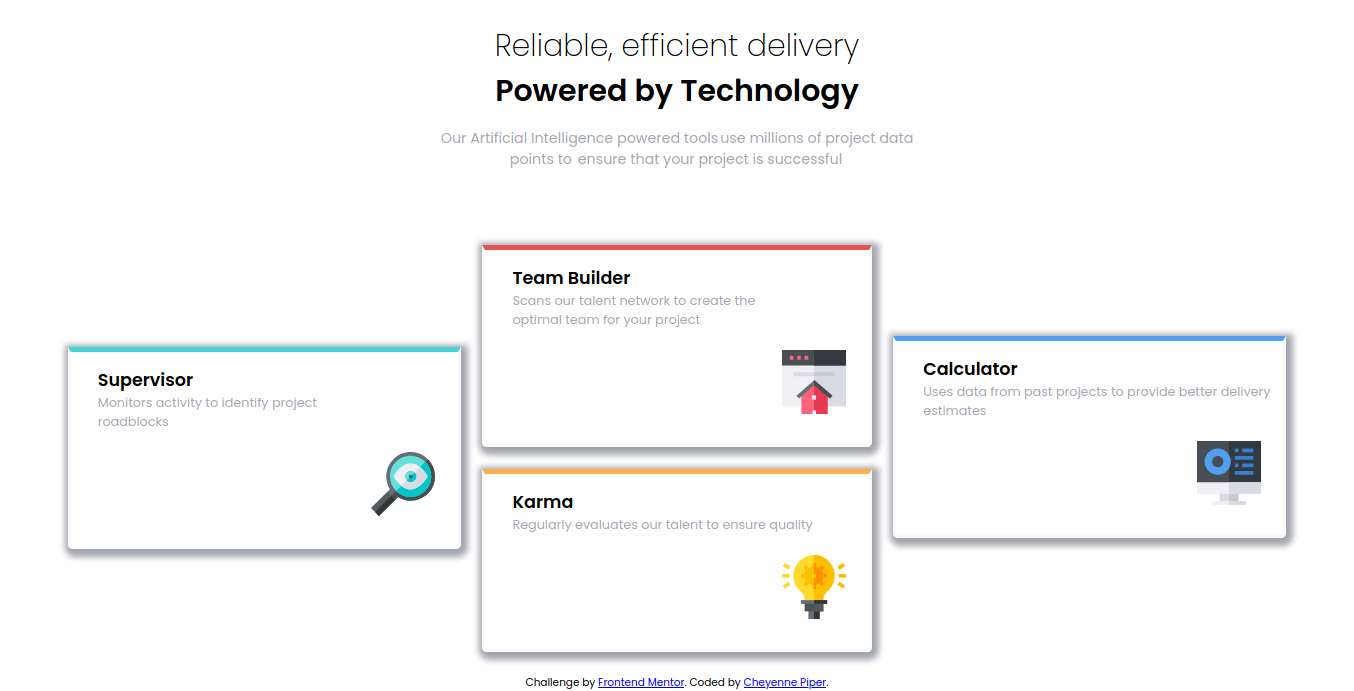 Reliable, efficient delivery
Powered by Technology
Our Artificial Intelligence powered tools use millions of project data
points to ensure that your project is successful
Supervisor
Monitors activity to identify project
roadblocks
Team Builder
Scans our talent network to create the
optimal team for your project
Karma
Regularly evaluates our talent to ensure quality
Calculator
Uses data from past projects to provide better delivery
estimates
Challenge by Frontend Mentor. Coded by Cheyenne Piper.